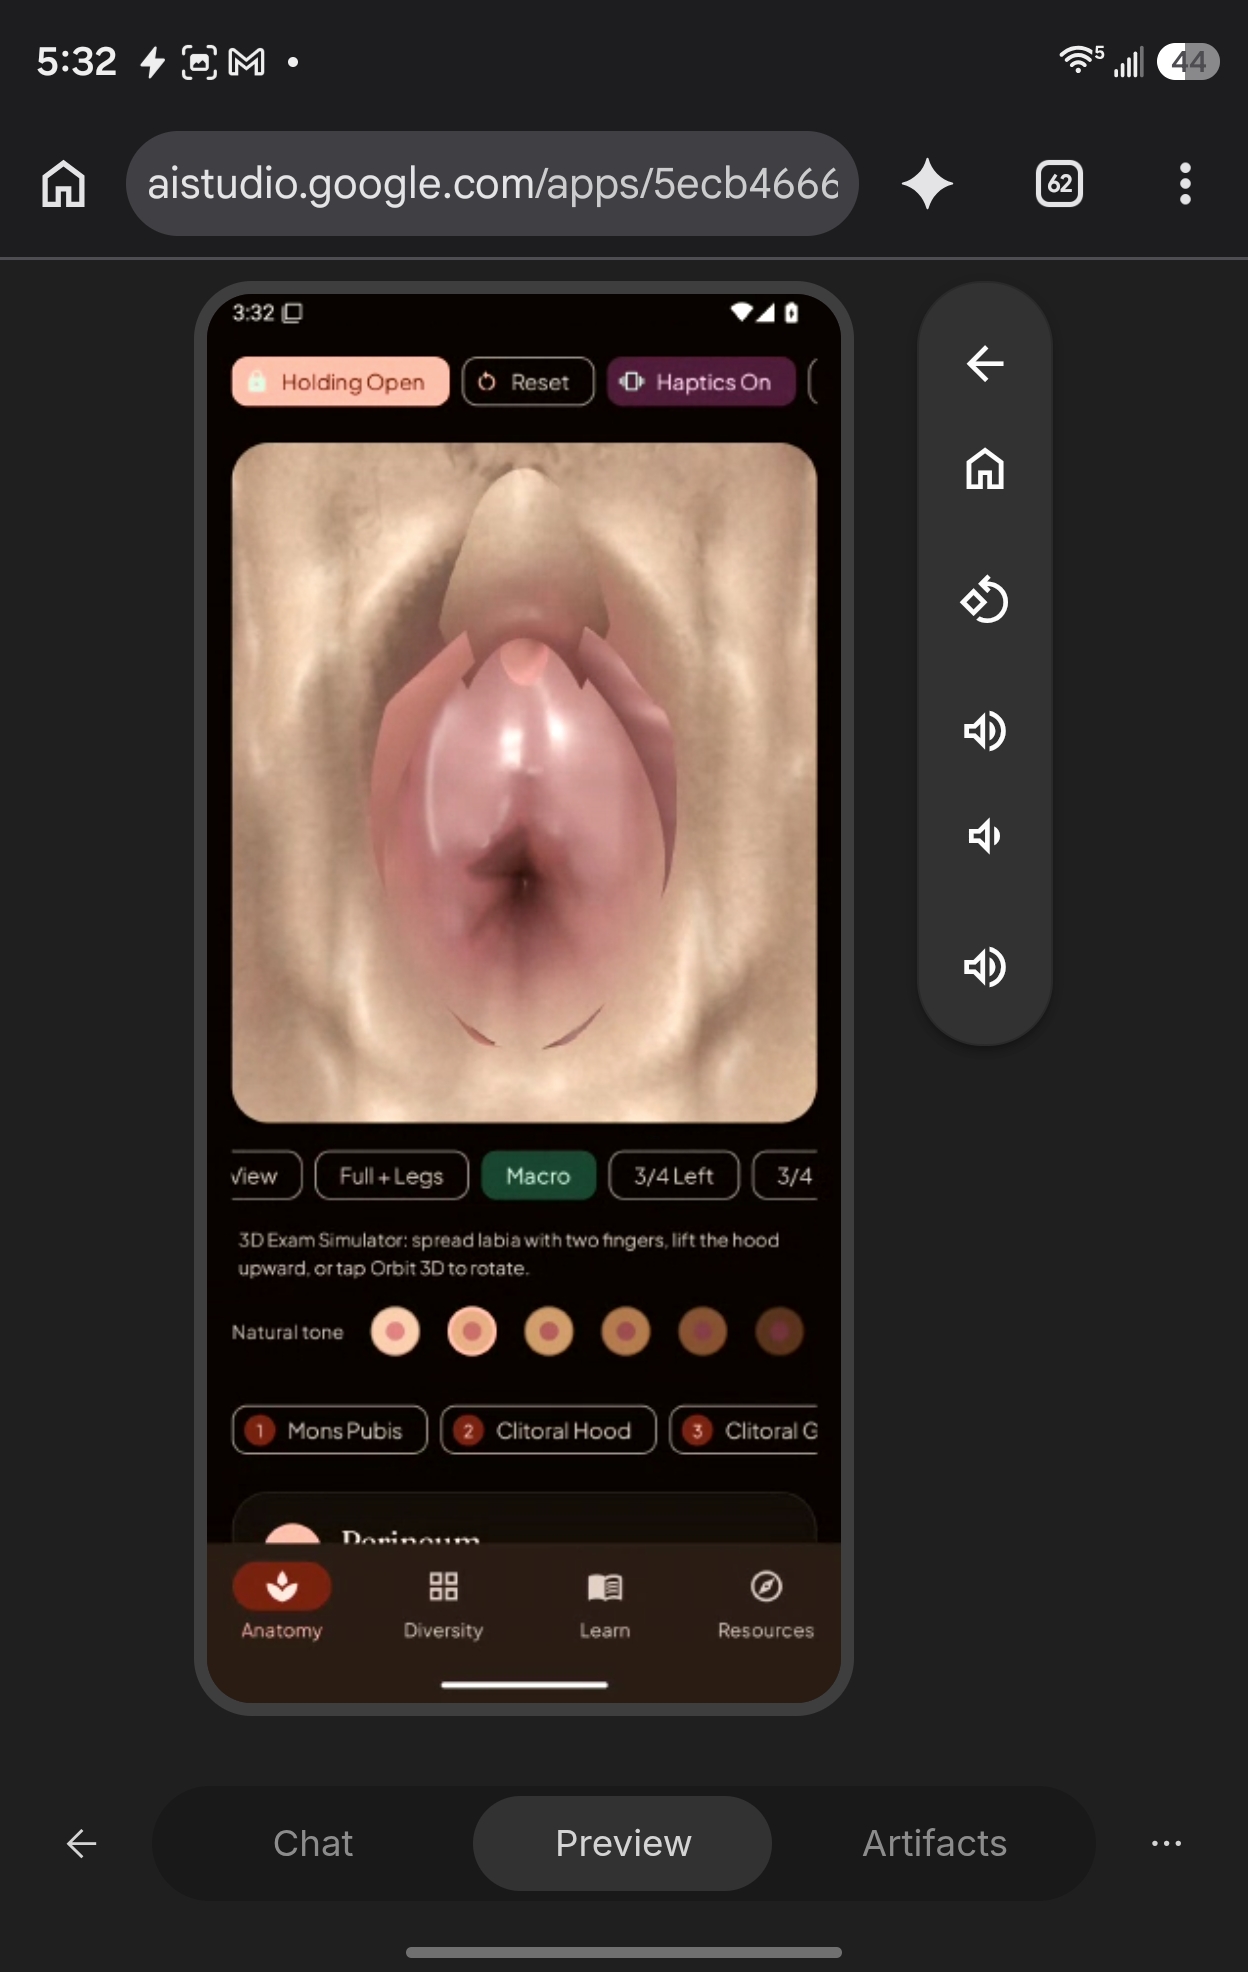 5:32
5
44
aistudio.google.com/apps/5ecb4666
62
3:32
Holding Open
Reset
Haptics On
View
Full + Legs
Macro
3/4 Left
3/4
3D Exam Simulator: spread labia with two fingers, lift the hood
upward, or tap Orbit 3D to rotate.
Natural tone
1 Mons Pubis
2 Clitoral Hood
3 Clitoral G
Perineum
Anatomy
Diversity
Learn
Resources
Chat
Preview
Artifacts